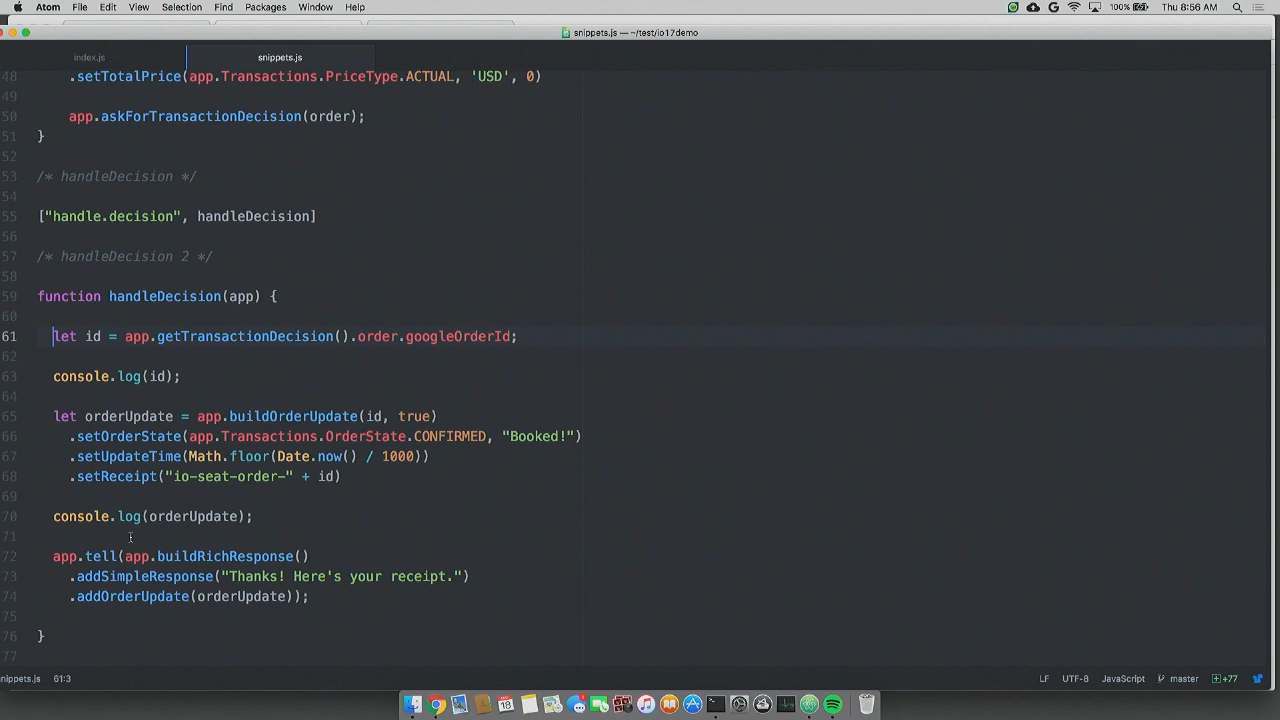 Atom File Edit View Selection Find Packages Window Help 100% Thu 8:56 AM
snippets.js — ~/test/io17demo
index.js snippets.js
48 .setTotalPrice(app.Transactions.PriceType.ACTUAL, 'USD', 0)
49
50 app.askForTransactionDecision(order);
51 }
52
53 /* handleDecision */
54
55 ["handle.decision", handleDecision]
56
57 /* handleDecision 2 */
58
59 function handleDecision(app) {
60
61 let id = app.getTransactionDecision().order.googleOrderId;
62
63 console.log(id);
64
65 let orderUpdate = app.buildOrderUpdate(id, true)
66 .setOrderState(app.Transactions.OrderState.CONFIRMED, "Booked!")
67 .setUpdateTime(Math.floor(Date.now() / 1000))
68 .setReceipt("io-seat-order-" + id)
69
70 console.log(orderUpdate);
71
72 app.tell(app.buildRichResponse()
73 .addSimpleResponse("Thanks! Here's your receipt.")
74 .addOrderUpdate(orderUpdate));
75
76 }
77
nippets.js 61:3 LF UTF-8 JavaScript master +77
18